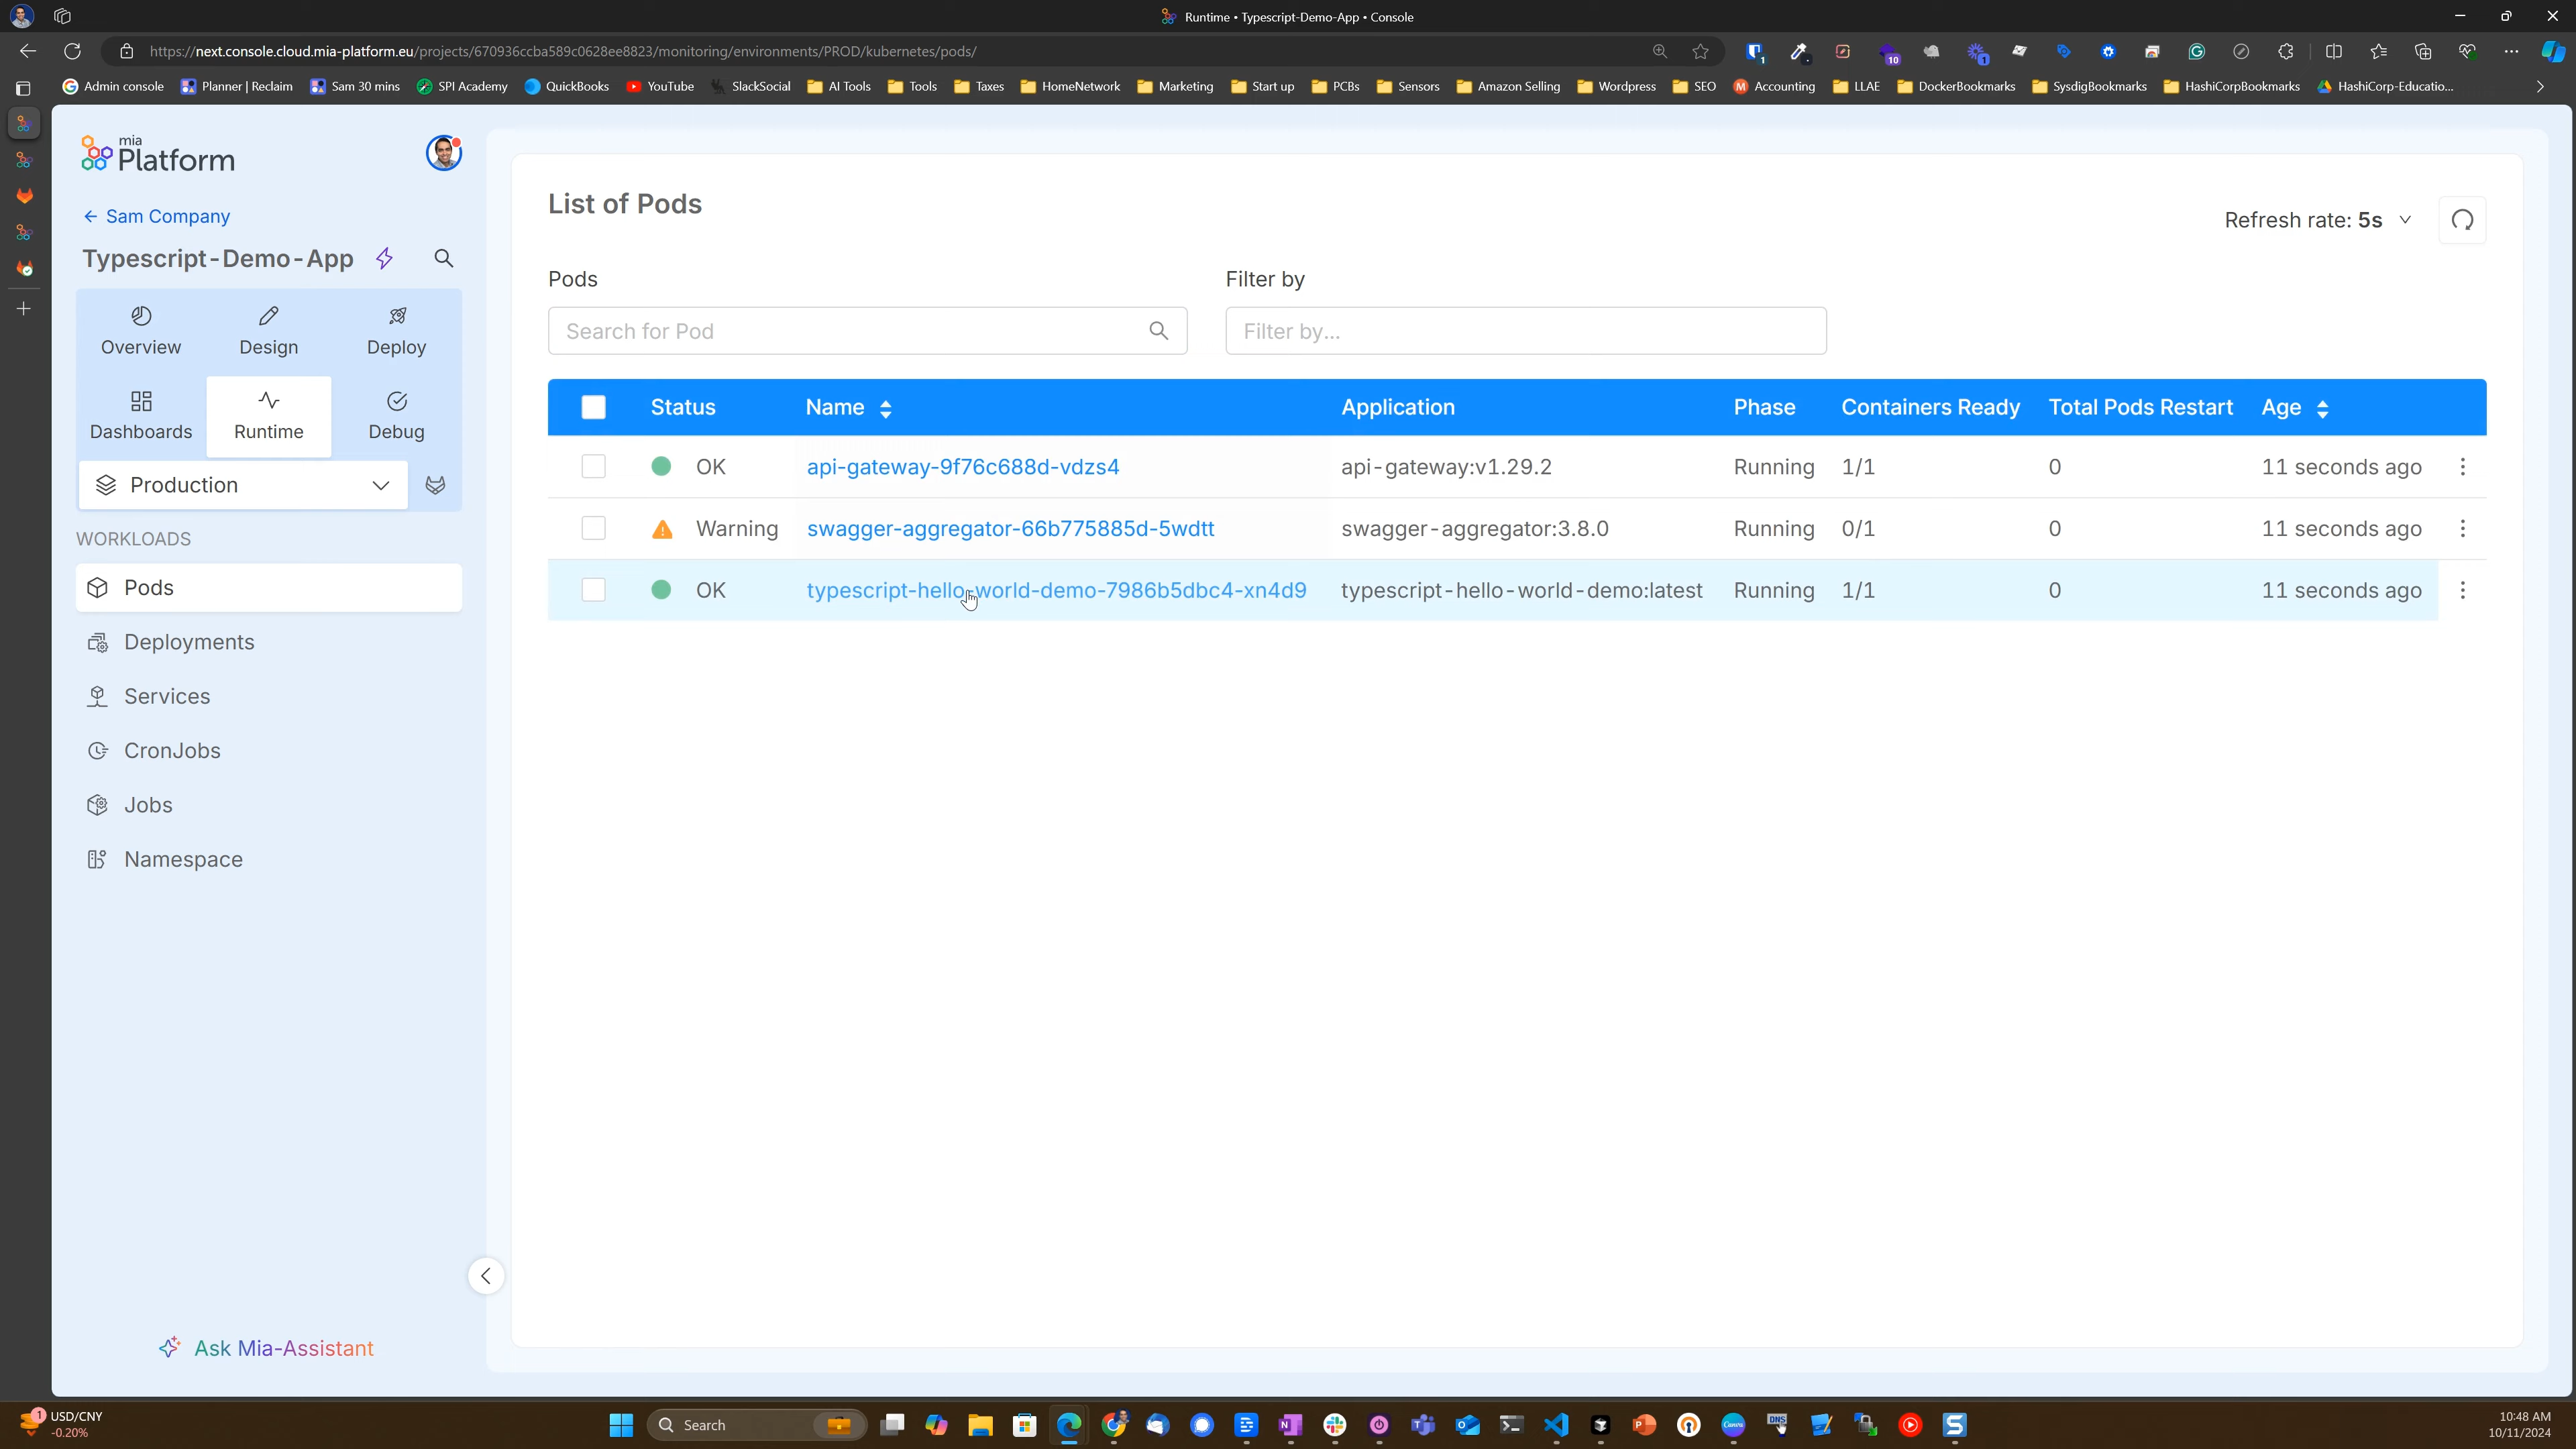 Runtime • Typescript-Demo-App • Console
https://next.console.cloud.mia-platform.eu/projects/670936ccba589c0628ee8823/monitoring/environments/PROD/kubernetes/pods/
1
10
1
Admin console Planner | Reclaim Sam 30 mins SPI Academy QuickBooks YouTube SlackSocial AI Tools Tools Taxes HomeNetwork Marketing Start up PCBs Sensors Amazon Selling Wordpress SEO Accounting LLAE DockerBookmarks SysdigBookmarks HashiCorpBookmarks HashiCorp-Educatio...
mia
Platform
Sam Company
Typescript-Demo-App
Overview Design Deploy
Dashboards Runtime Debug
Production
WORKLOADS
Pods
Deployments
Services
CronJobs
Jobs
Namespace
Ask Mia-Assistant
List of Pods
Refresh rate: 5s
Pods Filter by
Search for Pod Filter by...
Status Name Application Phase Containers Ready Total Pods Restart Age
OK api-gateway-9f76c688d-vdzs4 api-gateway:v1.29.2 Running 1/1 0 11 seconds ago
Warning swagger-aggregator-66b775885d-5wdtt swagger-aggregator:3.8.0 Running 0/1 0 11 seconds ago
OK typescript-hello-world-demo-7986b5dbc4-xn4d9 typescript-hello-world-demo:latest Running 1/1 0 11 seconds ago
1
USD/CNY
-0.20%
Search
Canva
DNS
10:48 AM
10/11/2024